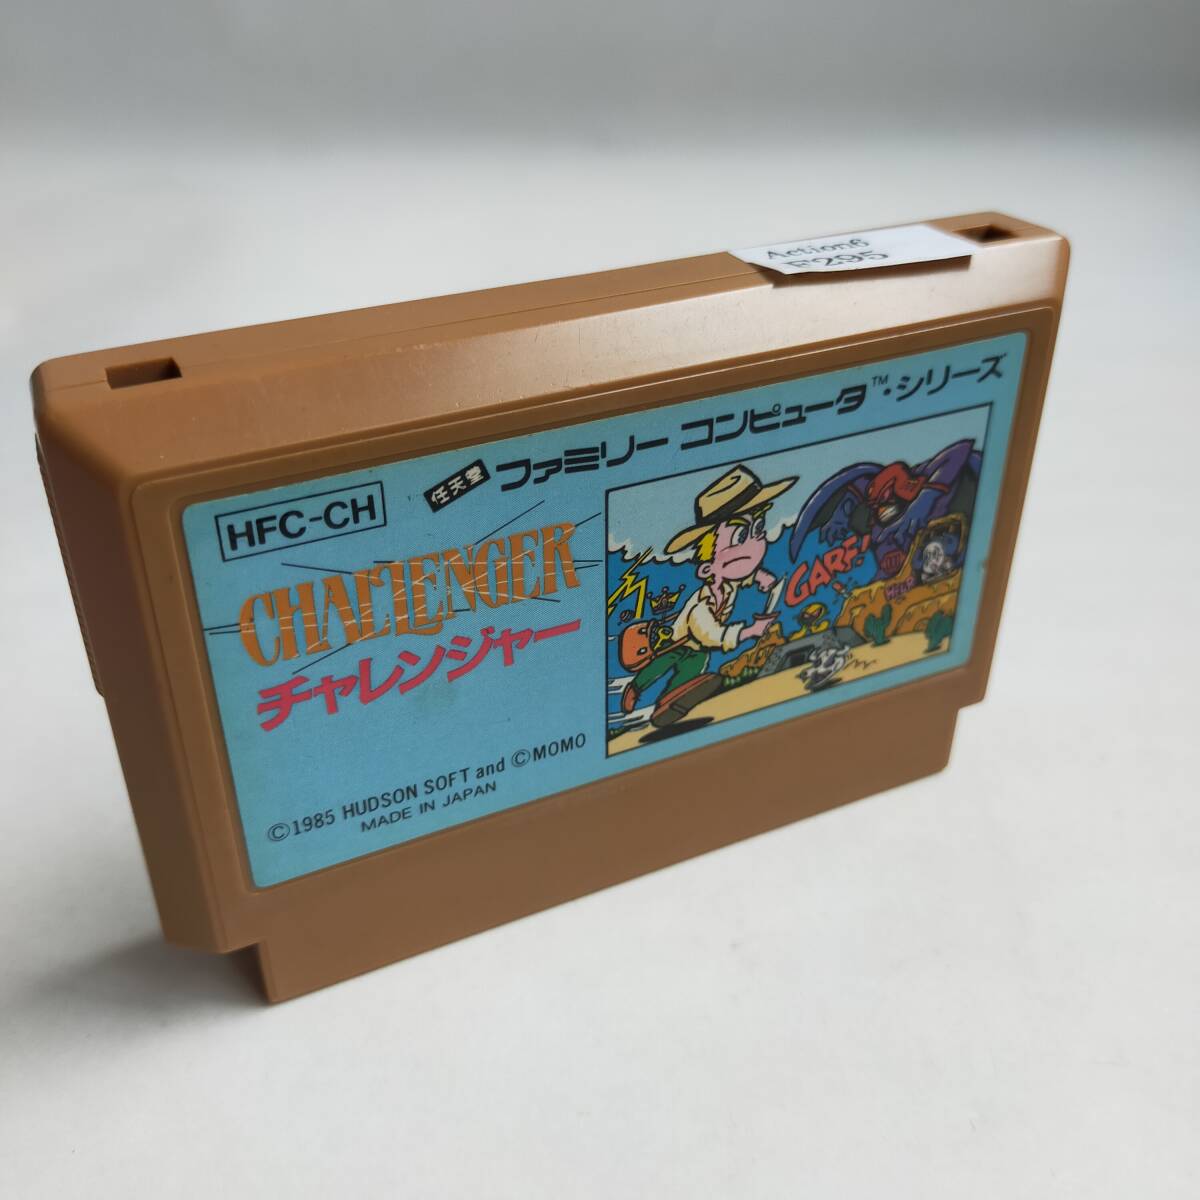 Action6
F295
任天堂 ファミリー コンピュータ™・シリーズ
HFC-CH
CHALLENGER
チャレンジャー
GARF!
HELP
©1985 HUDSON SOFT and ©MOMO
MADE IN JAPAN